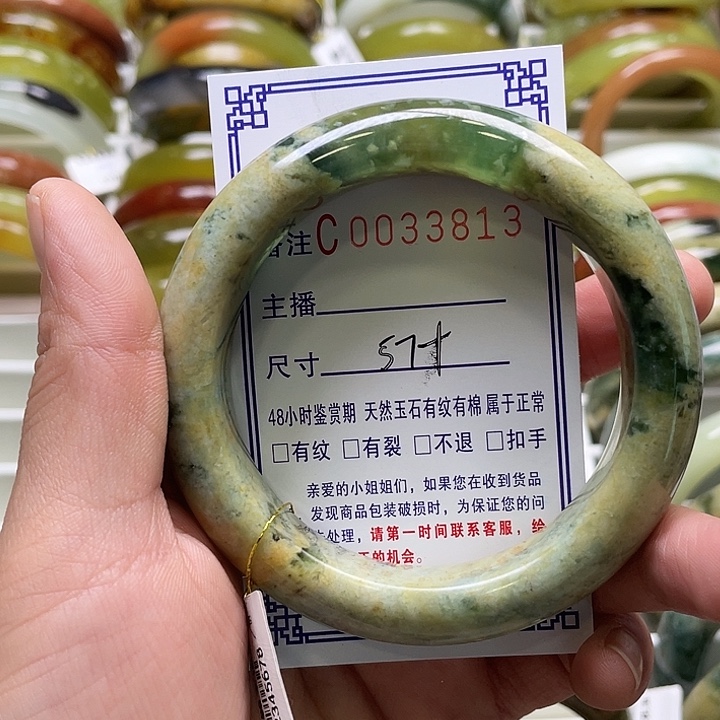 备注C0033813
主播
尺寸 57+
48小时鉴赏期 天然玉石有纹有棉属于正常
□有纹 □有裂 □不退 □扣手
亲爱的小姐姐们，如果您在收到货品
发现商品包装破损时，为保证您的问
处理，请第一时间联系客服，给
的机会。
345678